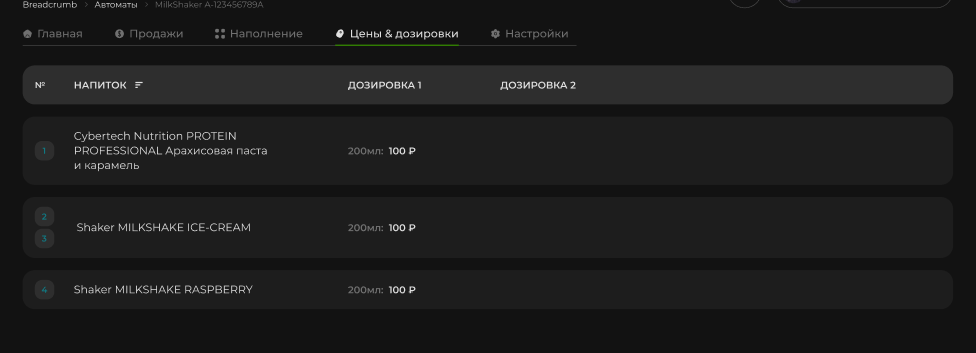 Breadcrumb > Автоматы > MilkShaker A-123456789A
Главная Продажи Наполнение Цены & дозировки Настройки
№ НАПИТОК ДОЗИРОВКА 1 ДОЗИРОВКА 2
Cybertech Nutrition PROTEIN
1 PROFESSIONAL Арахисовая паста 200мл: 100 ₽
и карамель
2
Shaker MILKSHAKE ICE-CREAM 200мл: 100 ₽
3
4 Shaker MILKSHAKE RASPBERRY 200мл: 100 ₽